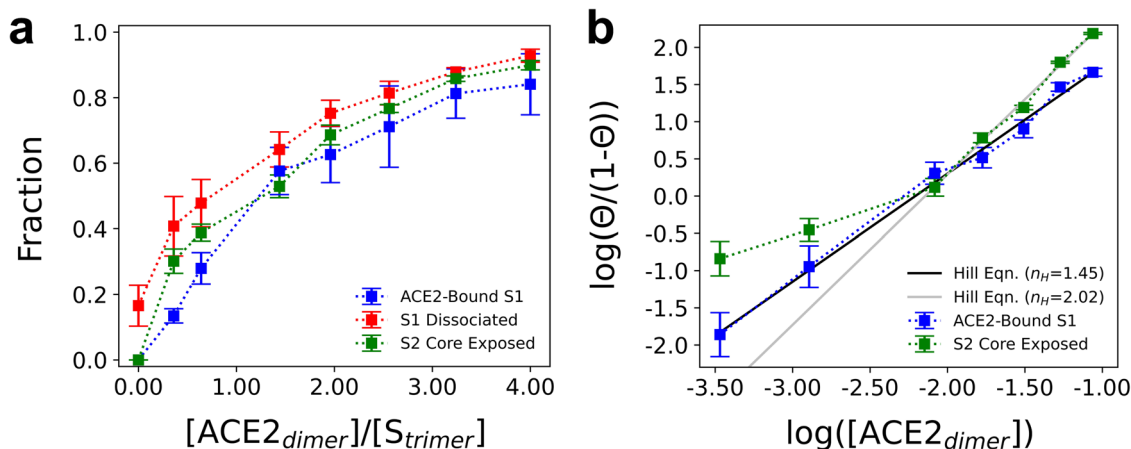 a
1.0
0.8
0.6
0.4
0.2
0.0
Fraction
ACE2-Bound S1
S1 Dissociated
S2 Core Exposed
0.00 1.00 2.00 3.00 4.00
[ACE2dimer]/[Strimer]
b
2.0
1.5
1.0
0.5
0.0
-0.5
-1.0
-1.5
-2.0
log(Θ/(1-Θ))
Hill Eqn. (nH=1.45)
Hill Eqn. (nH=2.02)
ACE2-Bound S1
S2 Core Exposed
-3.50 -3.00 -2.50 -2.00 -1.50 -1.00
log([ACE2dimer])